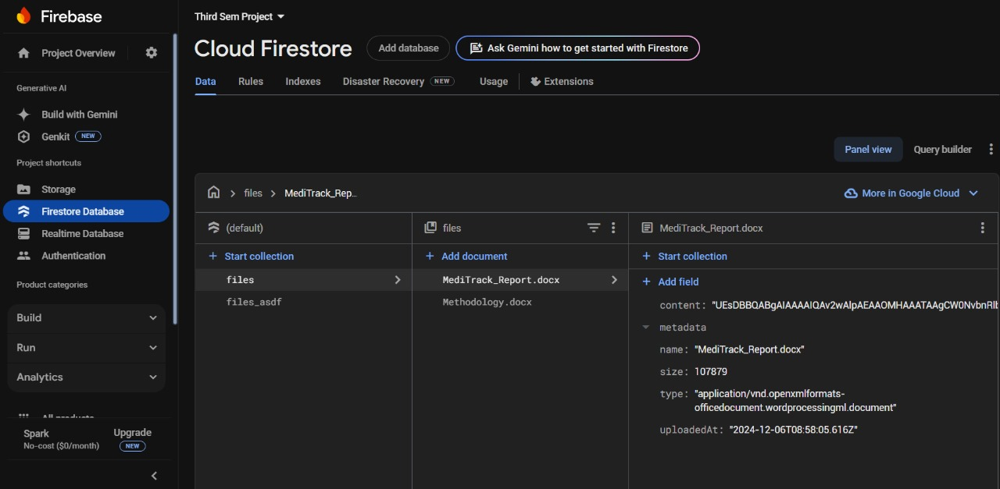 Firebase
Project Overview
Generative AI
Build with Gemini
Genkit NEW
Project shortcuts
Storage
Firestore Database
Realtime Database
Authentication
Product categories
Build
Run
Analytics
All products
Spark
No-cost ($0/month)
Upgrade
NEW
Third Sem Project
Cloud Firestore
Add database
Ask Gemini how to get started with Firestore
Data
Rules
Indexes
Disaster Recovery NEW
Usage
Extensions
Panel view
Query builder
files
MediTrack_Rep...
More in Google Cloud
(default)
+ Start collection
files
files_asdf
files
+ Add document
MediTrack_Report.docx
Methodology.docx
MediTrack_Report.docx
+ Start collection
+ Add field
content: "UEsDBBQABgAIAAAAIQAv2wAlpAEAAOMHAAATAAgCW0NvbnRlb
metadata
name: "MediTrack_Report.docx"
size: 107879
type: "application/vnd.openxmlformats-
officedocument.wordprocessingml.document"
uploadedAt: "2024-12-06T08:58:05.616Z"